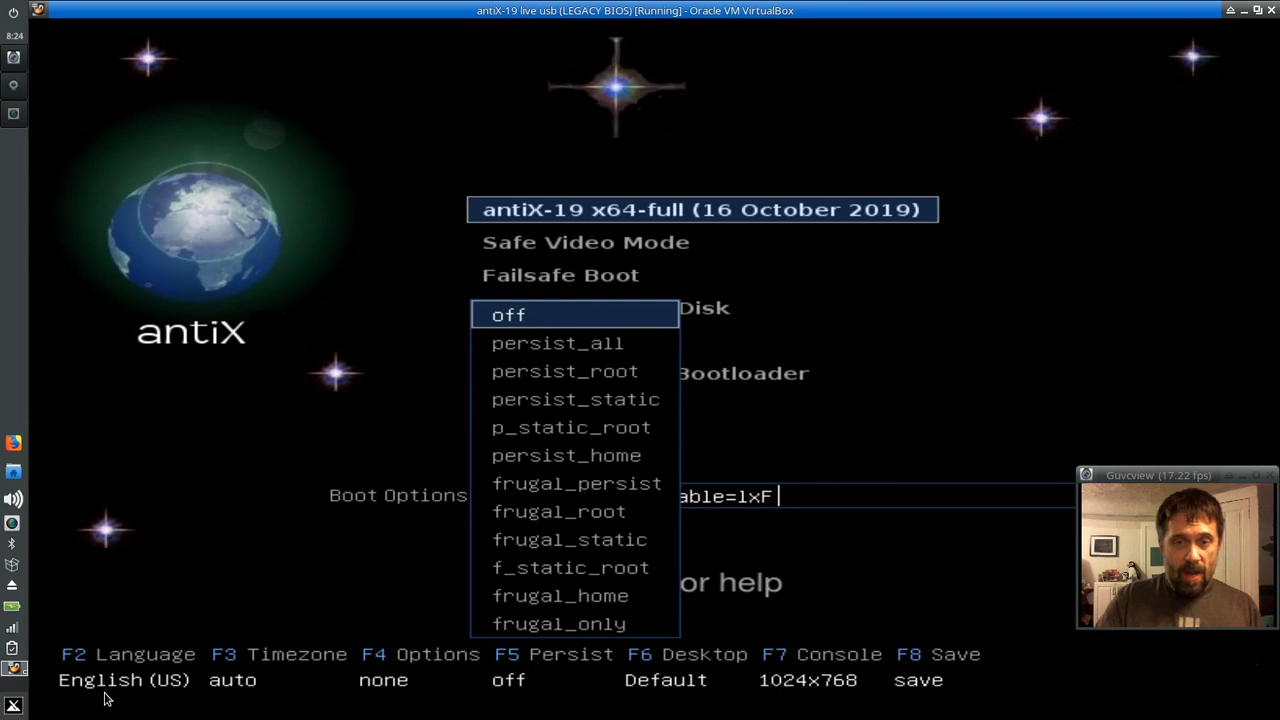 antiX-19 live usb (LEGACY BIOS) [Running] - Oracle VM VirtualBox
8:24
antiX-19 x64-full (16 October 2019)
Safe Video Mode
Failsafe Boot
Disk
Bootloader
antiX
off
persist_all
persist_root
persist_static
p_static_root
persist_home
frugal_persist
frugal_root
frugal_static
f_static_root
frugal_home
frugal_only
Boot Options
able=lxF
or help
Guvcview (17.22 fps)
F2 Language F3 Timezone F4 Options F5 Persist F6 Desktop F7 Console F8 Save
English (US) auto none off Default 1024x768 save